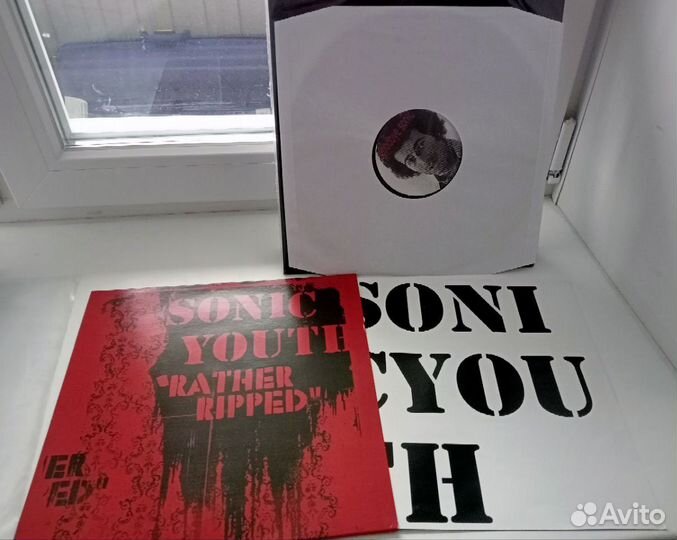 SONIC
YOUTH
"RATHER
RIPPED"
ER
ED"
SONI
CYOU
TH
Avito